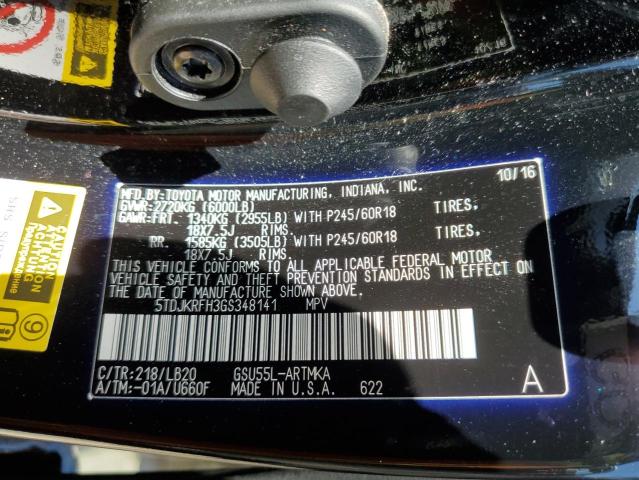 10/16
MFD.BY:TOYOTA MOTOR MANUFACTURING, INDIANA, INC.
GVWR:2720KG (6000LB)
GAWR:FRT. 1340KG (2955LB) WITH P245/60R18 TIRES,
18X7.5J RIMS.
RR. 1585KG (3505LB) WITH P245/60R18 TIRES,
18X7.5J RIMS.
THIS VEHICLE CONFORMS TO ALL APPLICABLE FEDERAL MOTOR
VEHICLE SAFETY AND THEFT PREVENTION STANDARDS IN EFFECT ON
THE DATE OF MANUFACTURE SHOWN ABOVE.
5TDJKRFH3GS348141 MPV
C/TR:218/LB20 GSU55L-ARTMKA
A/TM:-01A/U660F MADE IN U.S.A. 622 A
CAUTION
ATTENTION
ACHTUNG